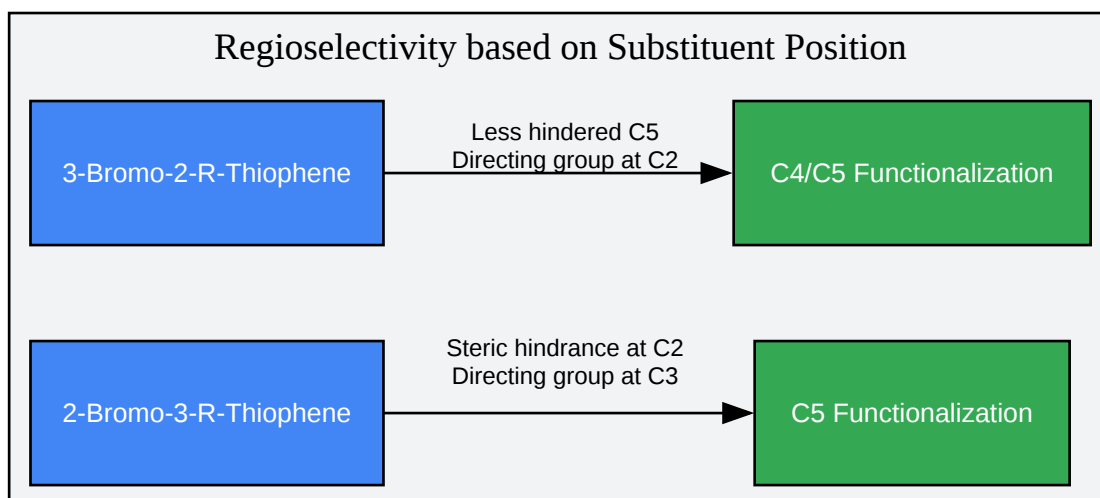 Regioselectivity based on Substituent Position
Less hindered C5
Directing group at C2
3-Bromo-2-R-Thiophene
C4/C5 Functionalization
Steric hindrance at C2
Directing group at C3
2-Bromo-3-R-Thiophene
C5 Functionalization